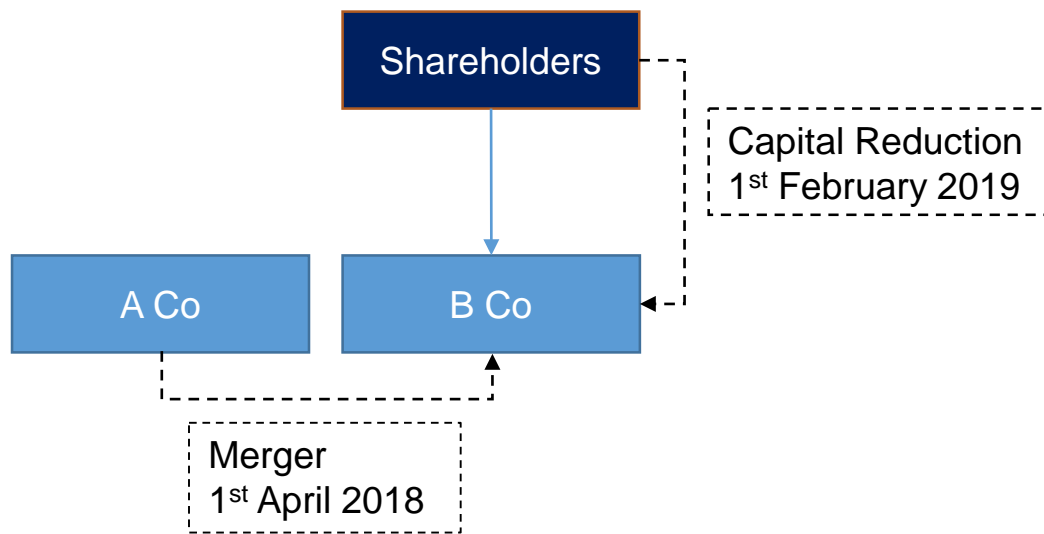 Shareholders
Capital Reduction
1st February 2019
A Co
B Co
Merger
1st April 2018